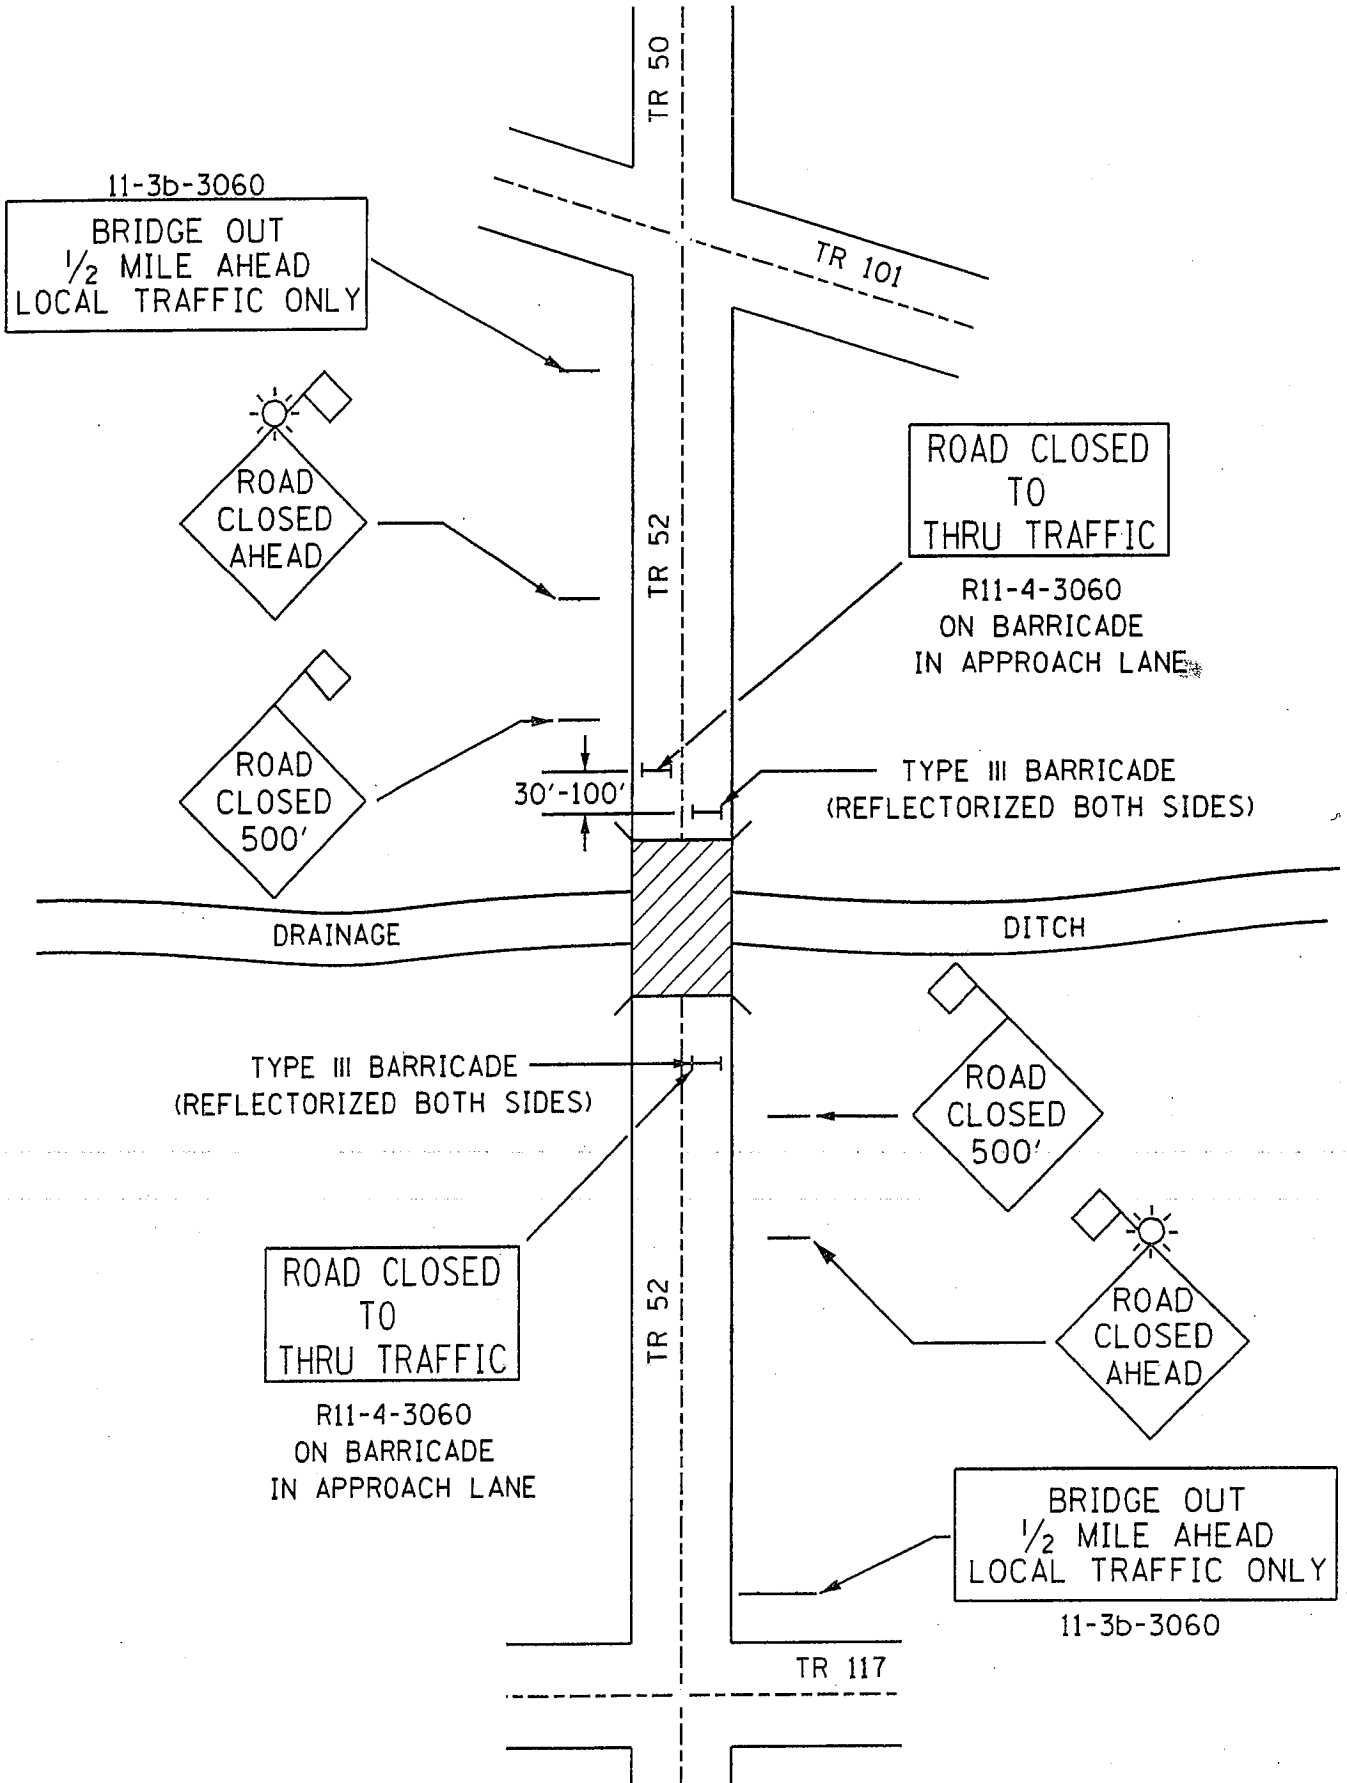 TR 50
11-3b-3060
BRIDGE OUT
1/2 MILE AHEAD
LOCAL TRAFFIC ONLY
TR 101
ROAD
CLOSED
AHEAD
TR 52
ROAD CLOSED
TO
THRU TRAFFIC
R11-4-3060
ON BARRICADE
IN APPROACH LANE
ROAD
CLOSED
500'
30'-100'
TYPE III BARRICADE
(REFLECTORIZED BOTH SIDES)
DRAINAGE
DITCH
TYPE III BARRICADE
(REFLECTORIZED BOTH SIDES)
ROAD
CLOSED
500'
ROAD CLOSED
TO
THRU TRAFFIC
R11-4-3060
ON BARRICADE
IN APPROACH LANE
TR 52
ROAD
CLOSED
AHEAD
BRIDGE OUT
1/2 MILE AHEAD
LOCAL TRAFFIC ONLY
11-3b-3060
TR 117